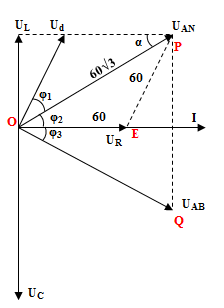 U_L U_d U_AN
α P
60√3
60
φ1
O φ2 60 E I
φ3 U_R
U_AB
Q
U_C